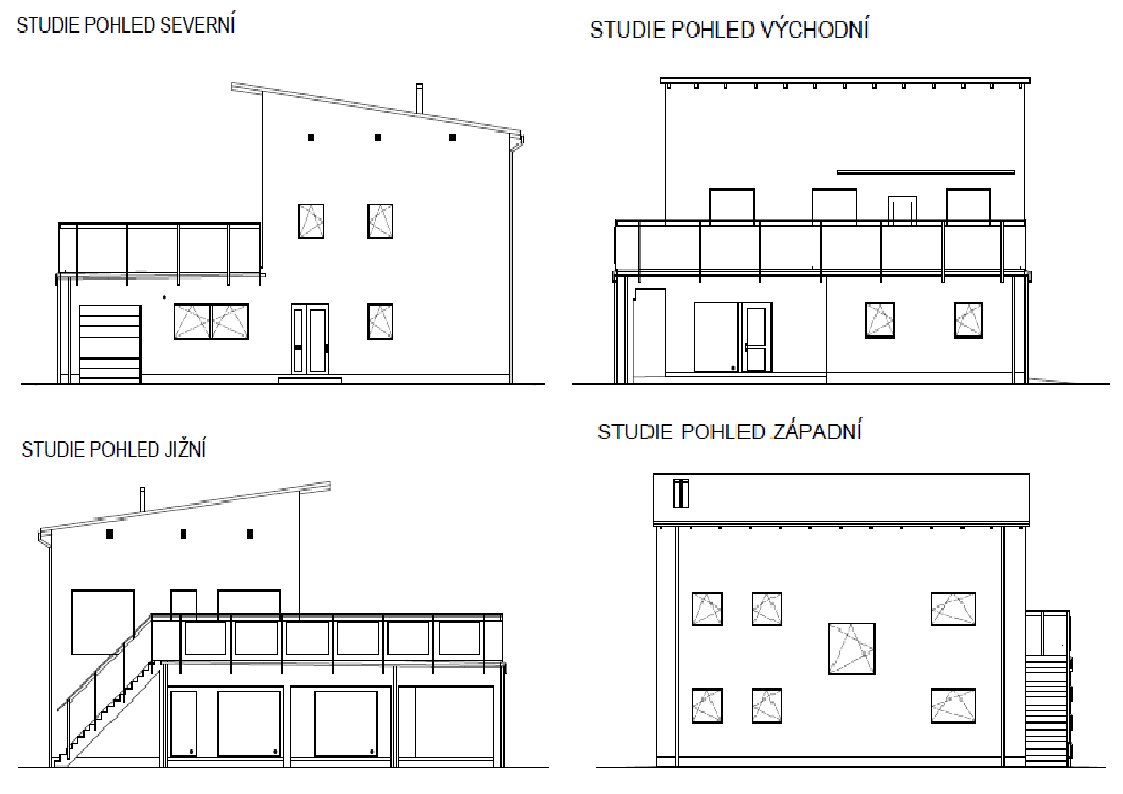 STUDIE POHLED SEVERNÍ
STUDIE POHLED VÝCHODNÍ
STUDIE POHLED JIŽNÍ
STUDIE POHLED ZÁPADNÍ